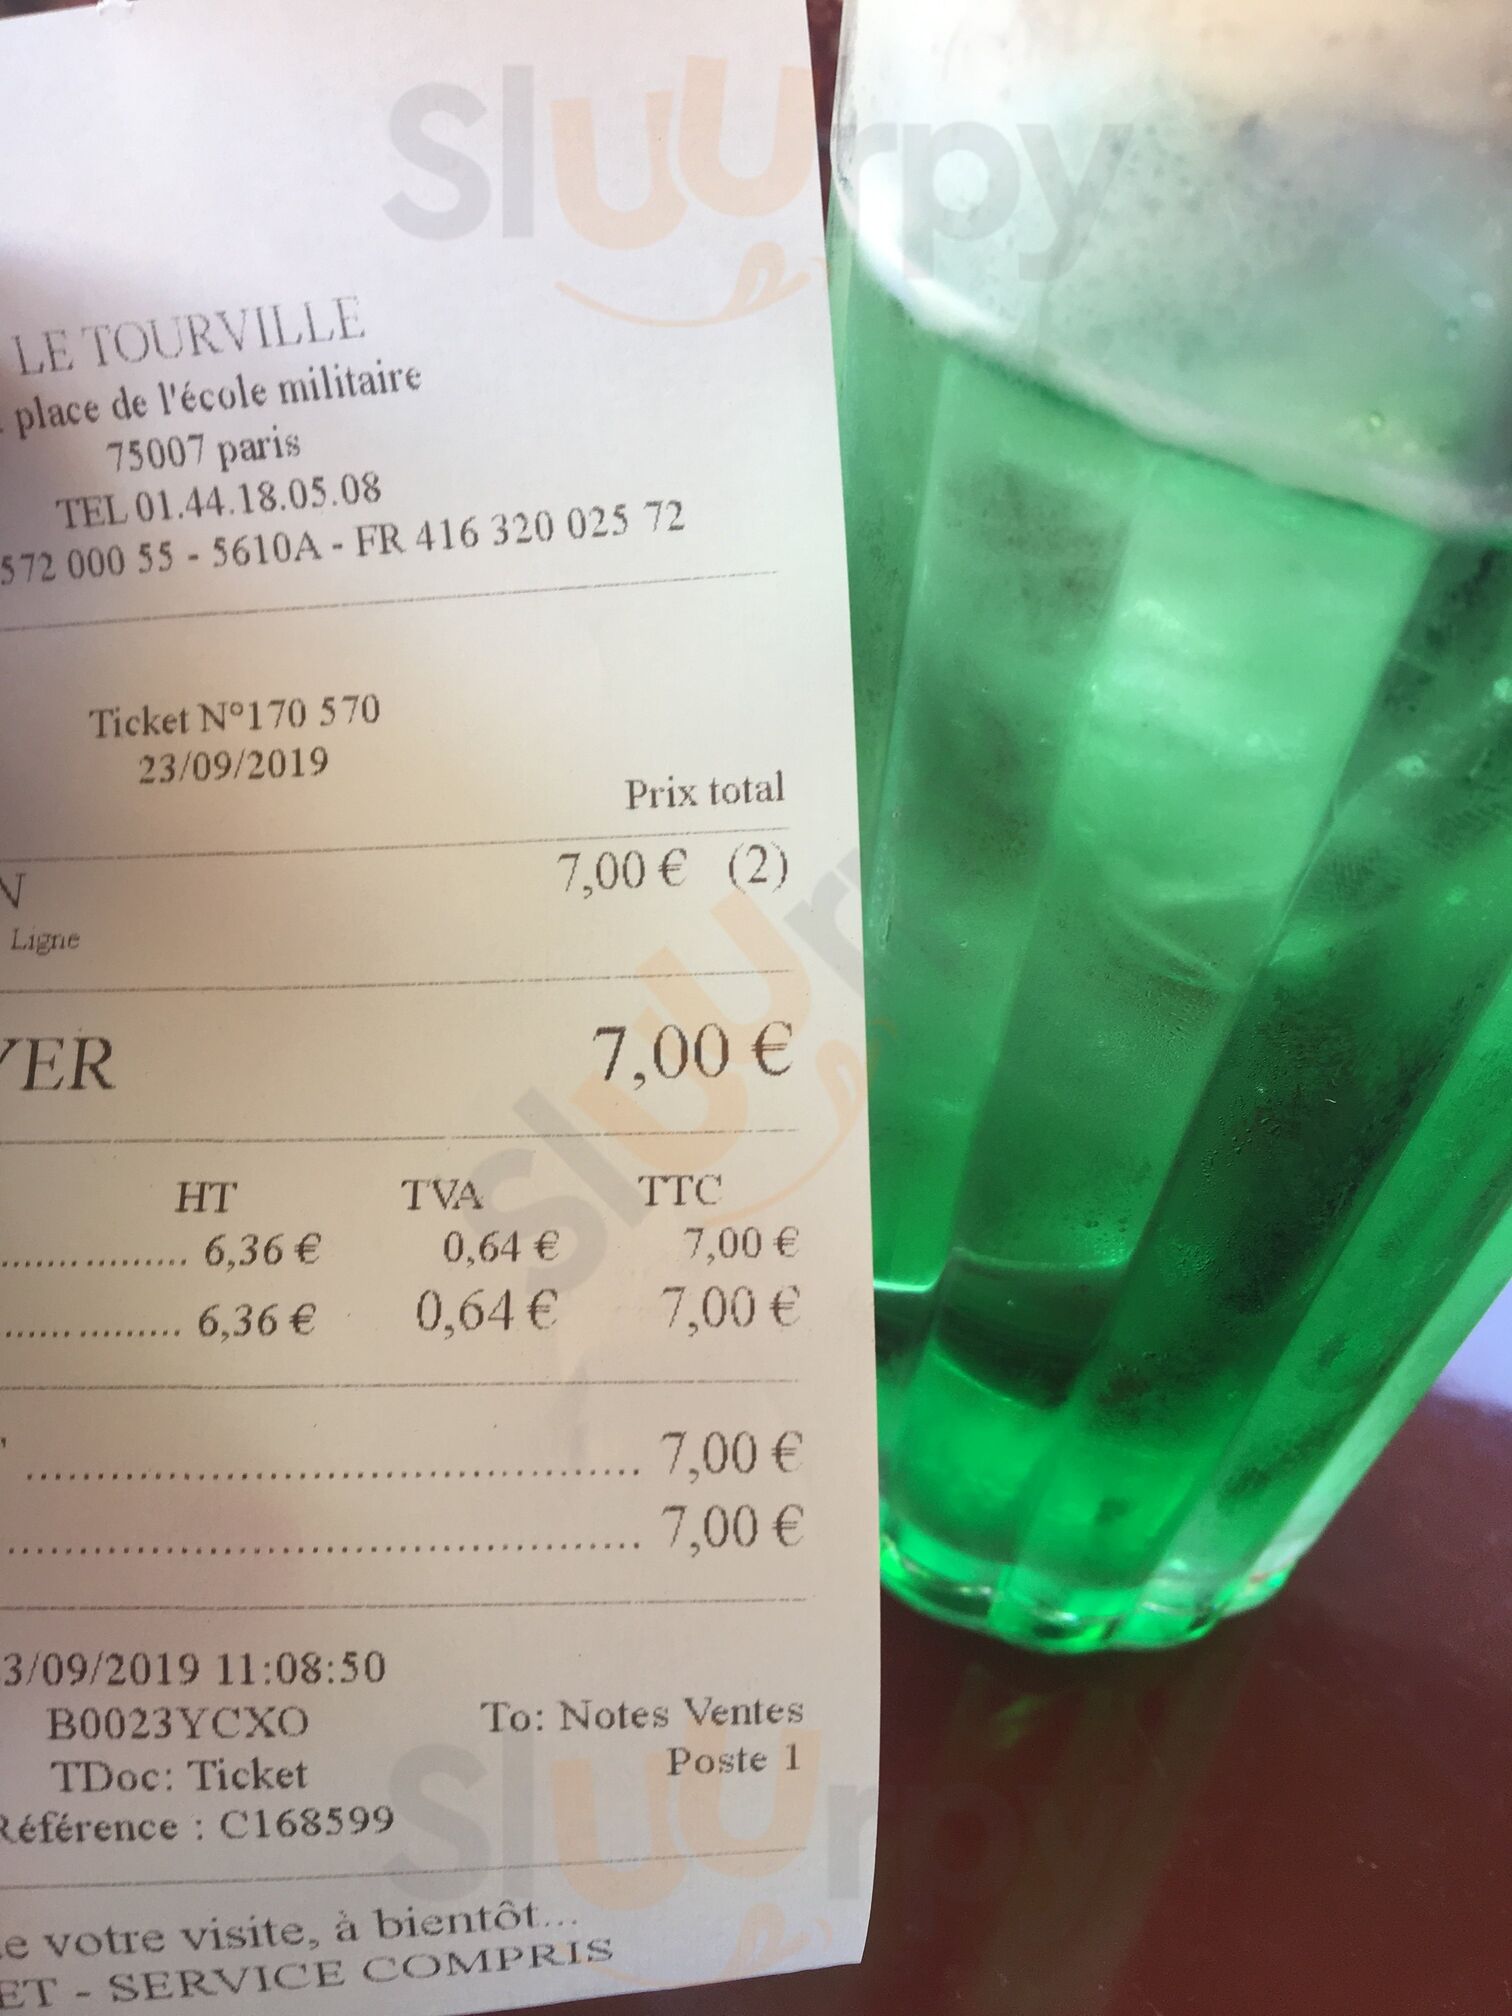 Sluurpy
LE TOURVILLE
place de l'école militaire
75007 paris
TEL 01.44.18.05.08
572 000 55 - 5610A - FR 416 320 025 72
Ticket N°170 570
23/09/2019
Prix total
N 7,00 € (2)
Ligne
YER 7,00 €
HT TVA TTC
................ 6,36 € 0,64 € 7,00 €
............... 6,36 € 0,64 € 7,00 €
............................................. 7,00 €
............................................... 7,00 €
3/09/2019 11:08:50
B0023YCXO To: Notes Ventes
TDoc: Ticket Poste 1
Référence : C168599
e votre visite, à bientôt...
ET - SERVICE COMPRIS
Sluurpy
Sluurpy